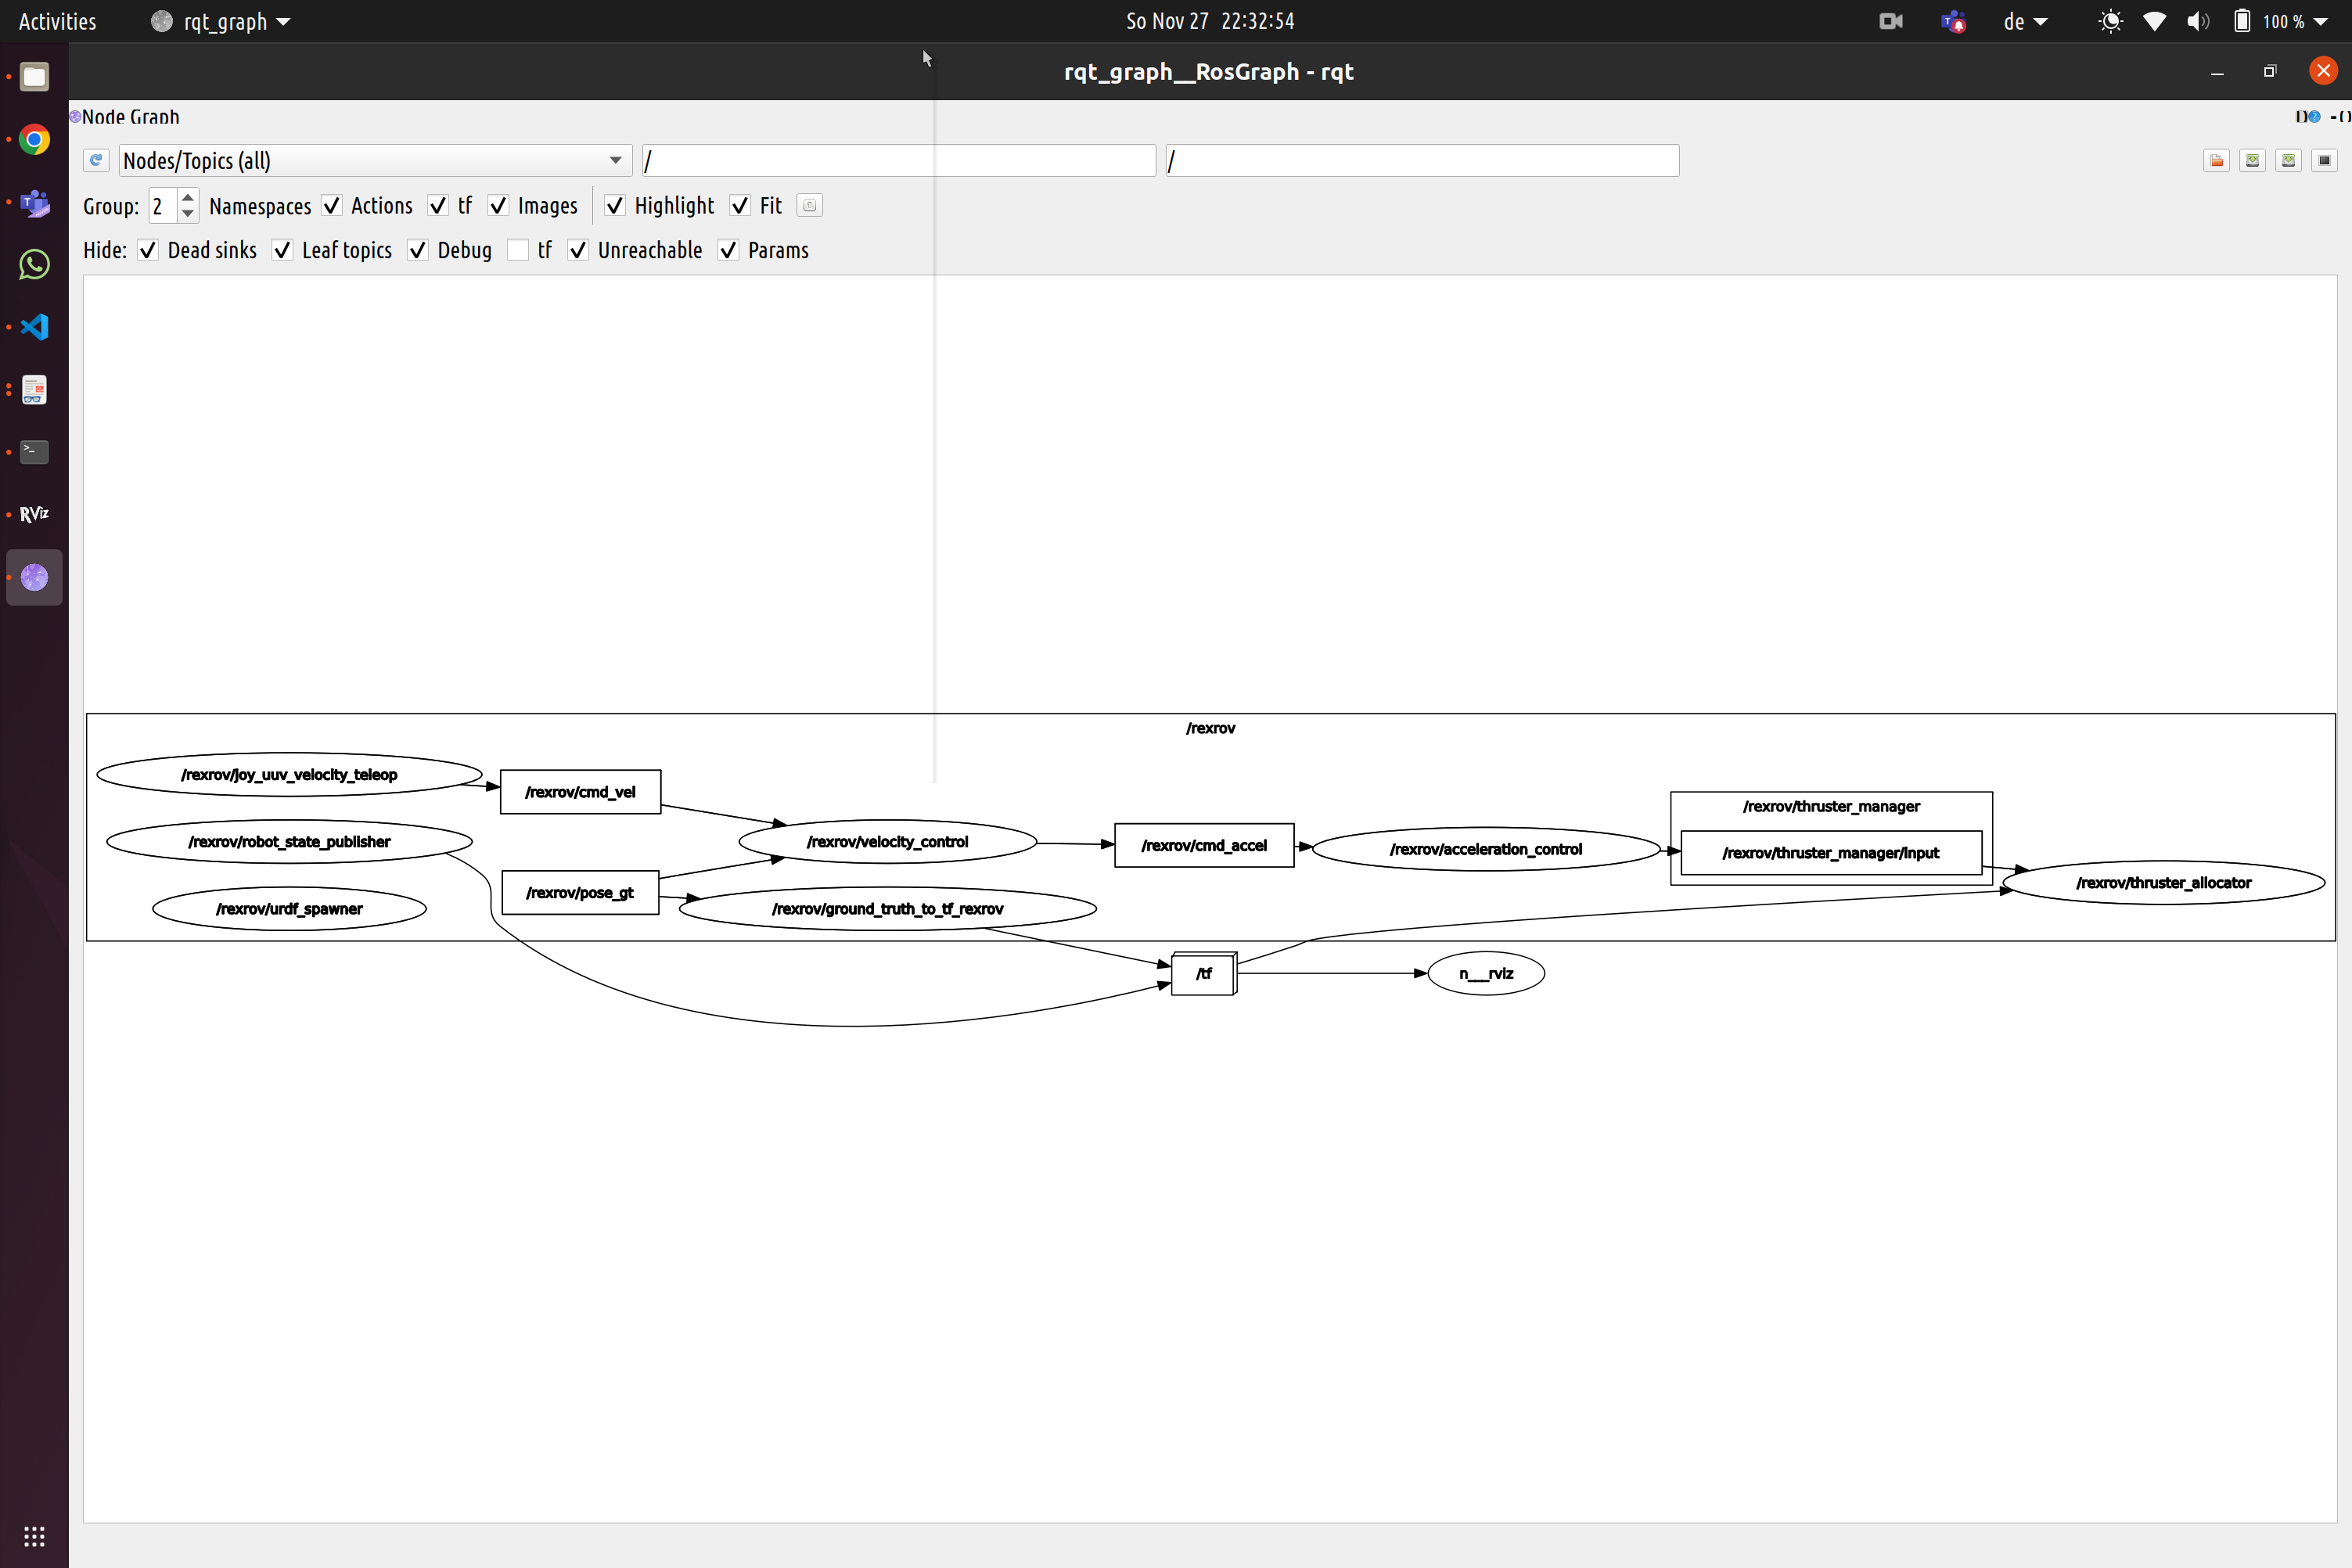 Activities rqt_graph So Nov 27 22:32:54 de 100 %
rqt_graph__RosGraph - rqt
Node Graph
Nodes/Topics (all) / /
Group: 2 Namespaces Actions tf Images Highlight Fit
Hide: Dead sinks Leaf topics Debug tf Unreachable Params
RViz
/rexrov
/rexrov/joy_uuv_velocity_teleop
/rexrov/cmd_vel
/rexrov/thruster_manager
/rexrov/robot_state_publisher
/rexrov/velocity_control
/rexrov/cmd_accel
/rexrov/acceleration_control
/rexrov/thruster_manager/input
/rexrov/thruster_allocator
/rexrov/pose_gt
/rexrov/urdf_spawner
/rexrov/ground_truth_to_tf_rexrov
/tf
n___rviz